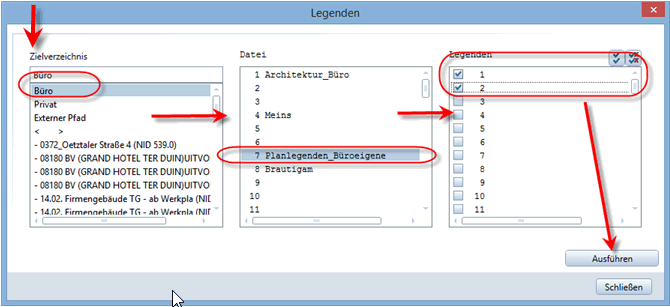 Legenden
Zielverzeichnis
Büro
Büro
Privat
Externer Pfad
< >
- 0372_Oetztaler Straße 4 (NID 539.0)
- 08180 BV (GRAND HOTEL TER DUIN)UITVO
- 08180 BV (GRAND HOTEL TER DUIN)UITVO
- 08180 BV (GRAND HOTEL TER DUIN)UITVO
- 14.02. Firmengebäude TG - ab Werkpla (NID
- 14.02. Firmengebäude TG - ab Werkpla (NID
Datei
1 Architektur_Büro
2
3
4 Meins
5
6
7 Planlegenden_Büroeigene
8 Brautigam
9
10
11
Legenden
1
2
3
4
5
6
7
8
9
10
11
Ausführen
Schließen